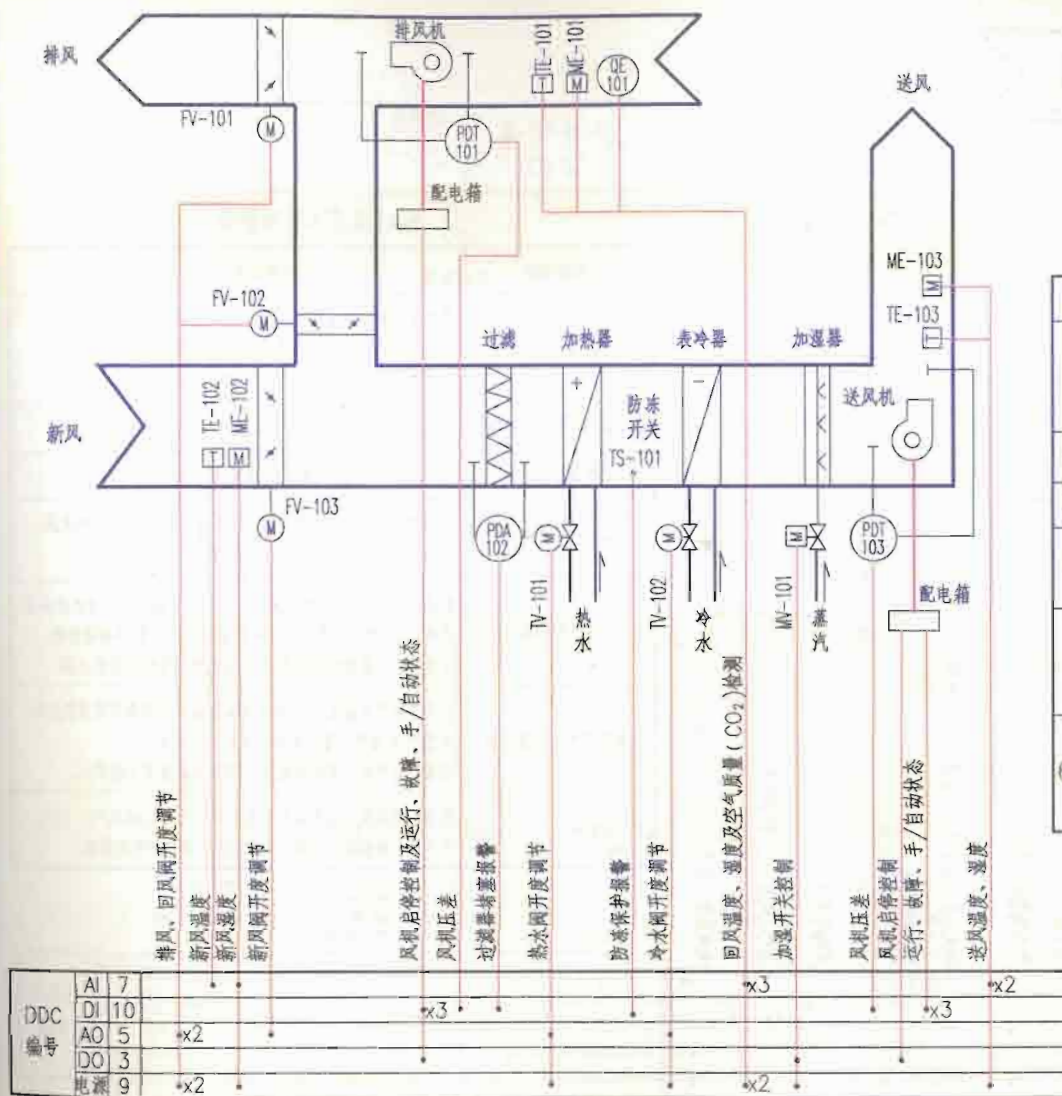 排风
排风机
TE-101
ME-101
T
M
QE
101
送风
FV-101
M
PDT
101
配电箱
ME-103
M
TE-103
T
FV-102
M
过滤
加热器
表冷器
加湿器
+
-
新风
TE-102
ME-102
T
M
防冻
开关
TS-101
送风机
FV-103
M
PDA
102
M
M
M
PDT
103
TV-101
热水
TV-102
冷水
MV-101
蒸汽
配电箱
排风、回风阀开度调节
新风温度
新风湿度
新风阀开度调节
风机启停控制及运行、故障、手/自动状态
风机压差
过滤器堵塞报警
热水阀开度调节
防冻保护报警
冷水阀开度调节
回风温度、湿度及空气质量(CO₂)检测
加湿开关控制
风机压差
风机启停控制
运行、故障、手/自动状态
送风温度、湿度
DDC
编号
AI 7 x3 x2
DI 10 x3 x3
AO 5 x2
DO 3
电源 9 x2 x2